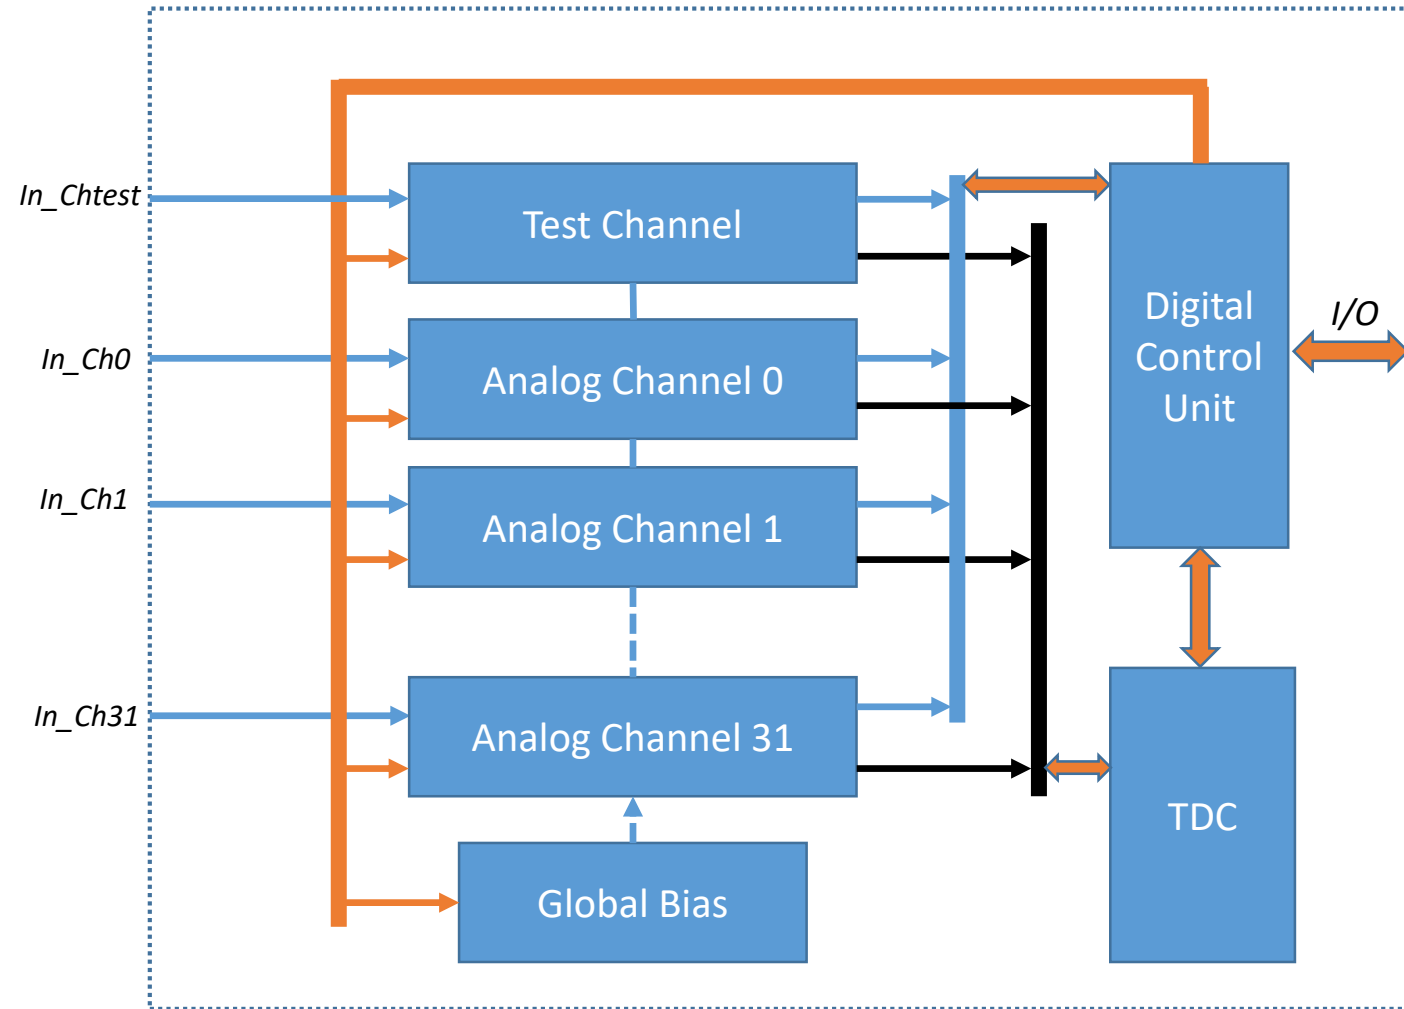 In_Chtest
Test Channel
In_Ch0
Analog Channel 0
In_Ch1
Analog Channel 1
In_Ch31
Analog Channel 31
Global Bias
Digital
Control
Unit
I/O
TDC